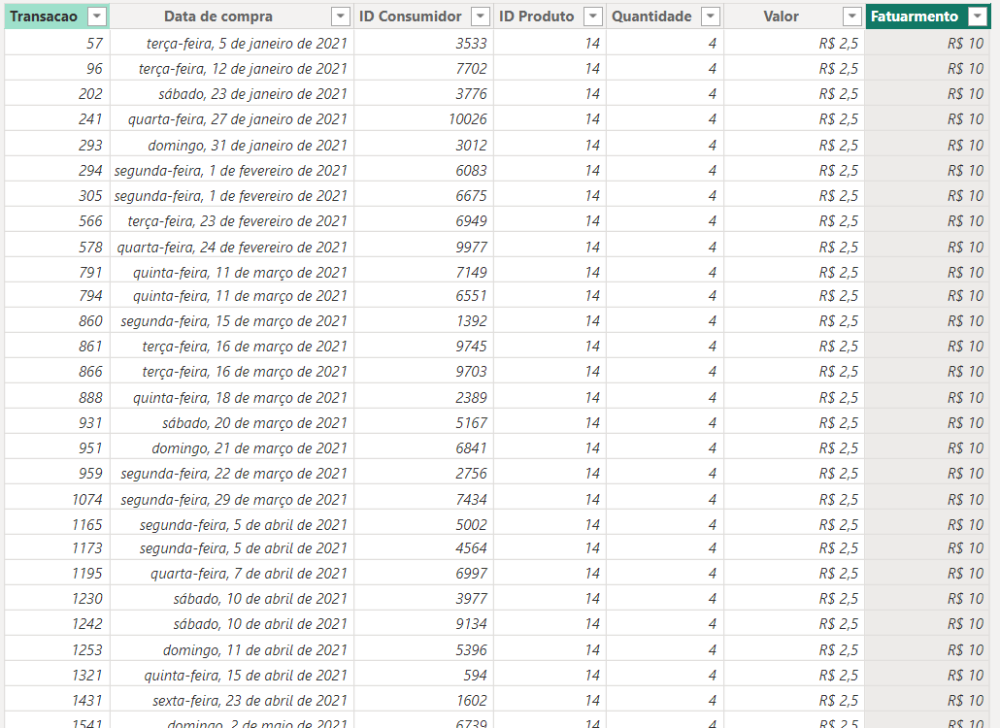 Transacao Data de compra ID Consumidor ID Produto Quantidade Valor Fatuarmento
57 terça-feira, 5 de janeiro de 2021 3533 14 4 R$ 2,5 R$ 10
96 terça-feira, 12 de janeiro de 2021 7702 14 4 R$ 2,5 R$ 10
202 sábado, 23 de janeiro de 2021 3776 14 4 R$ 2,5 R$ 10
241 quarta-feira, 27 de janeiro de 2021 10026 14 4 R$ 2,5 R$ 10
293 domingo, 31 de janeiro de 2021 3012 14 4 R$ 2,5 R$ 10
294 segunda-feira, 1 de fevereiro de 2021 6083 14 4 R$ 2,5 R$ 10
305 segunda-feira, 1 de fevereiro de 2021 6675 14 4 R$ 2,5 R$ 10
566 terça-feira, 23 de fevereiro de 2021 6949 14 4 R$ 2,5 R$ 10
578 quarta-feira, 24 de fevereiro de 2021 9977 14 4 R$ 2,5 R$ 10
791 quinta-feira, 11 de março de 2021 7149 14 4 R$ 2,5 R$ 10
794 quinta-feira, 11 de março de 2021 6551 14 4 R$ 2,5 R$ 10
860 segunda-feira, 15 de março de 2021 1392 14 4 R$ 2,5 R$ 10
861 terça-feira, 16 de março de 2021 9745 14 4 R$ 2,5 R$ 10
866 terça-feira, 16 de março de 2021 9703 14 4 R$ 2,5 R$ 10
888 quinta-feira, 18 de março de 2021 2389 14 4 R$ 2,5 R$ 10
931 sábado, 20 de março de 2021 5167 14 4 R$ 2,5 R$ 10
951 domingo, 21 de março de 2021 6841 14 4 R$ 2,5 R$ 10
959 segunda-feira, 22 de março de 2021 2756 14 4 R$ 2,5 R$ 10
1074 segunda-feira, 29 de março de 2021 7434 14 4 R$ 2,5 R$ 10
1165 segunda-feira, 5 de abril de 2021 5002 14 4 R$ 2,5 R$ 10
1173 segunda-feira, 5 de abril de 2021 4564 14 4 R$ 2,5 R$ 10
1195 quarta-feira, 7 de abril de 2021 6997 14 4 R$ 2,5 R$ 10
1230 sábado, 10 de abril de 2021 3977 14 4 R$ 2,5 R$ 10
1242 sábado, 10 de abril de 2021 9134 14 4 R$ 2,5 R$ 10
1253 domingo, 11 de abril de 2021 5396 14 4 R$ 2,5 R$ 10
1321 quinta-feira, 15 de abril de 2021 594 14 4 R$ 2,5 R$ 10
1431 sexta-feira, 23 de abril de 2021 1602 14 4 R$ 2,5 R$ 10
1541 domingo, 2 de maio de 2021 6739 14 4 R$ 2,5 R$ 10